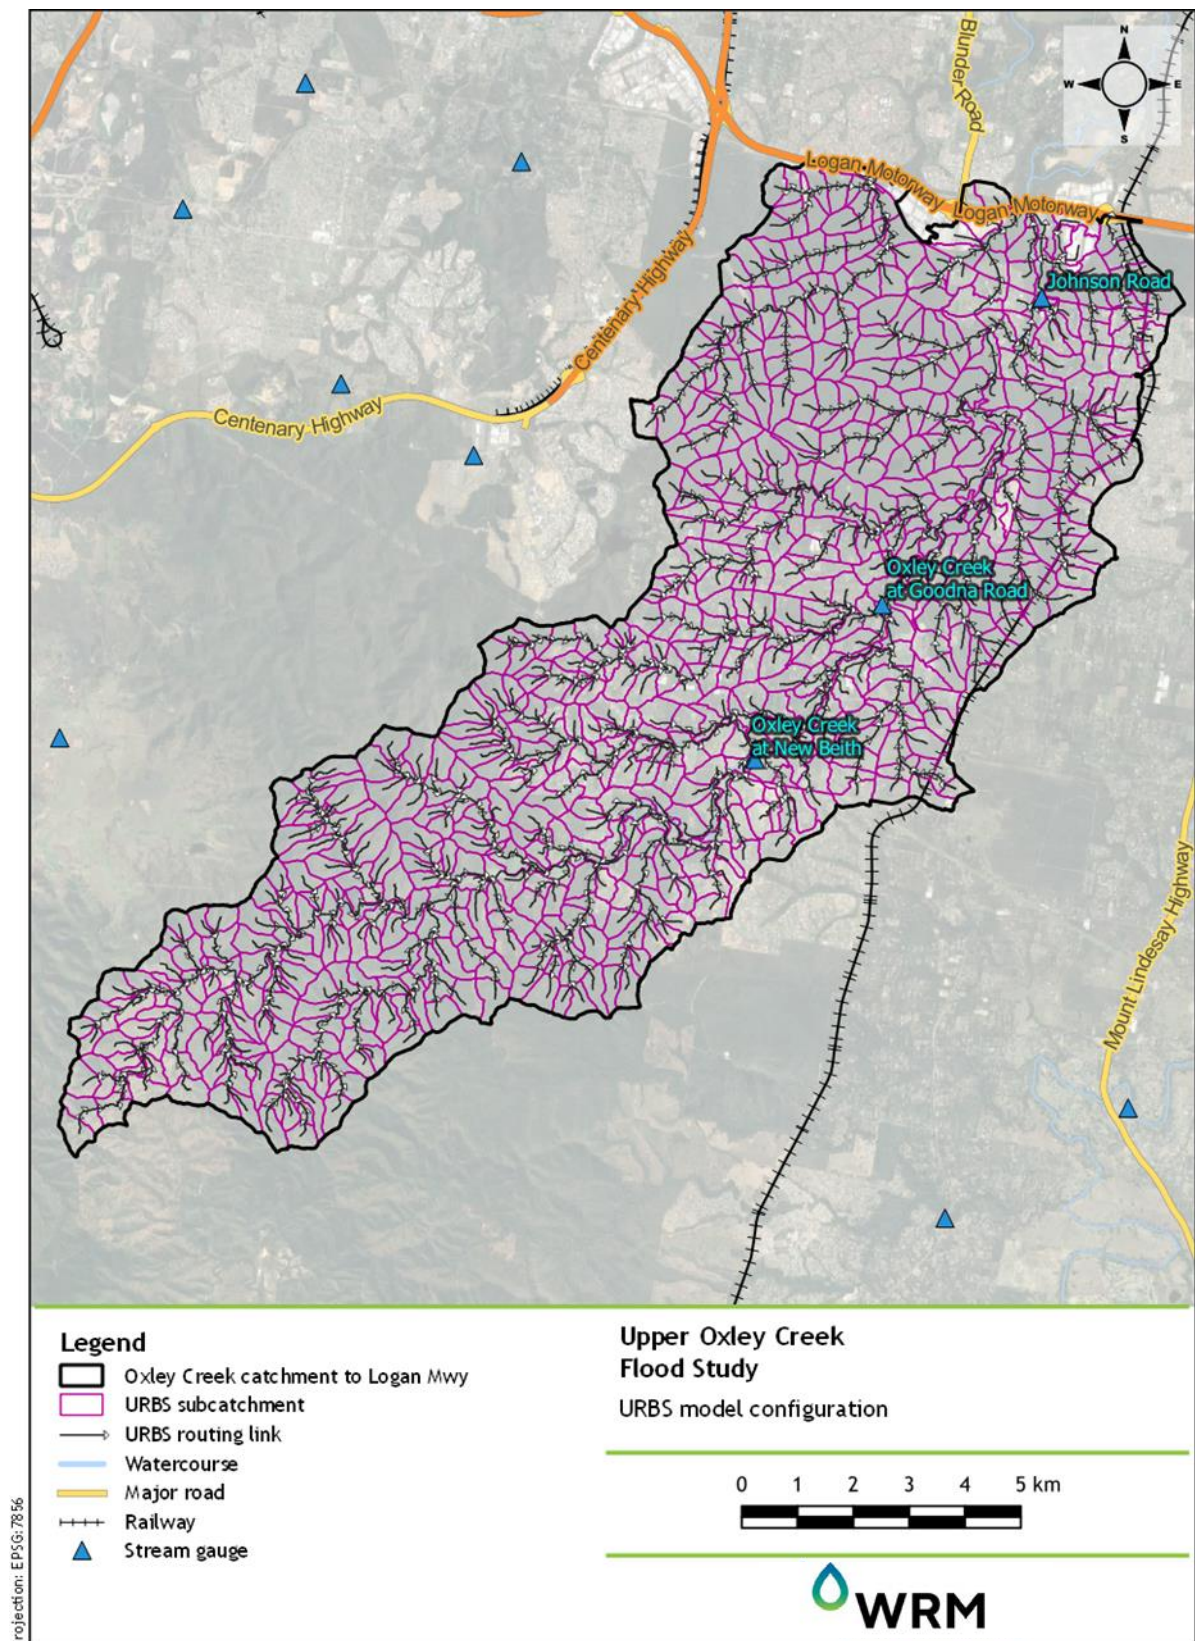 N
W E
S
Blunder Road
Logan Motorway
Logan Motorway
Centenary Highway
Johnson Road
Centenary Highway
Oxley Creek
at Goodna Road
Oxley Creek
at New Beith
Mount Lindesay Highway
Legend
Oxley Creek catchment to Logan Mwy
URBS subcatchment
URBS routing link
Watercourse
Major road
Railway
Stream gauge
Upper Oxley Creek
Flood Study
URBS model configuration
0 1 2 3 4 5 km
WRM
rojection: EPSG:7856